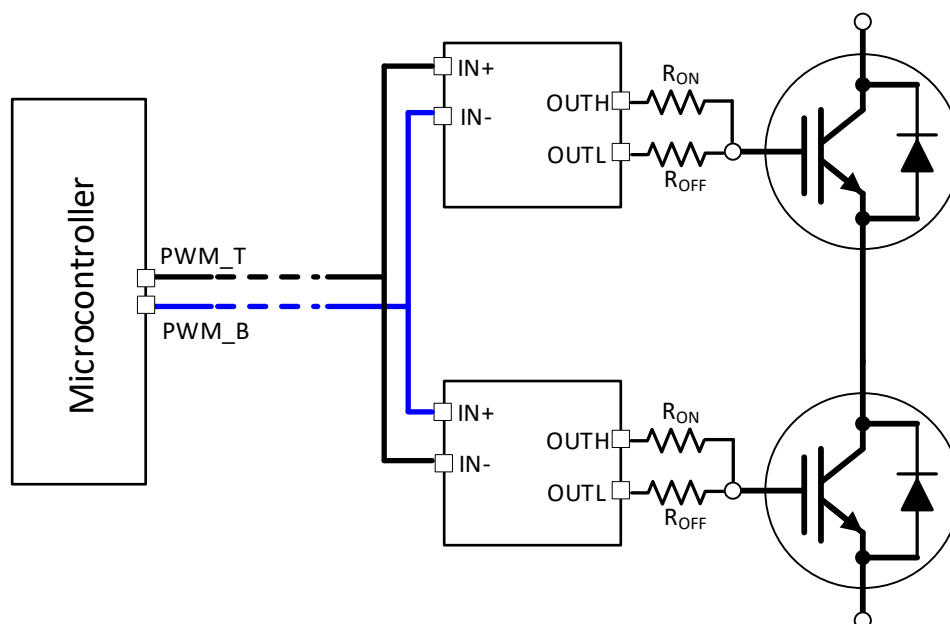 Microcontroller
PWM_T
PWM_B
IN+
IN-
OUTH
OUTL
RON
ROFF
IN+
IN-
OUTH
OUTL
RON
ROFF